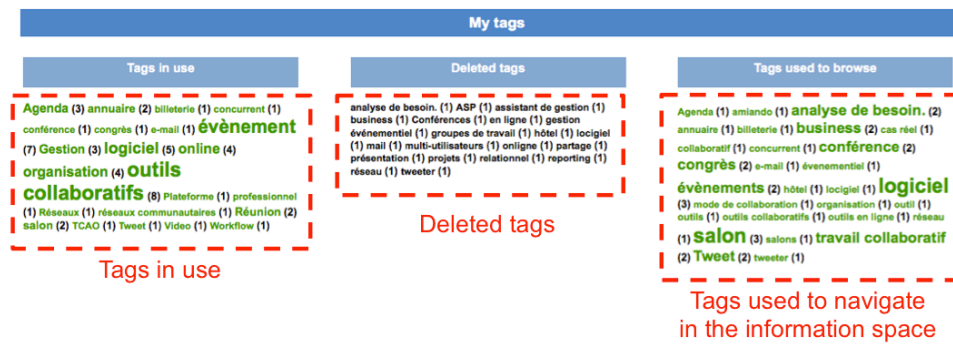 My tags
Tags in use
Agenda (3) annuaire (2) billeterie (1) concurrent (1)
conférence (1) congrès (1) e-mail (1) évènement
(7) Gestion (3) logiciel (5) online (4)
organisation (4) outils
collaboratifs (8) Plateforme (1) professionnel
(1) Réseaux (1) réseaux communautaires (1) Réunion (2)
salon (2) TCAO (1) Tweet (1) Video (1) Workflow (1)
Tags in use
Deleted tags
analyse de besoin. (1) ASP (1) assistant de gestion (1)
business (1) Conférences (1) en ligne (1) gestion
événementiel (1) groupes de travail (1) hôtel (1) locigiel
(1) mail (1) multi-utilisateurs (1) onligne (1) partage (1)
présentation (1) projets (1) relationnel (1) reporting (1)
réseau (1) tweeter (1)
Deleted tags
Tags used to browse
Agenda (1) amiando (1) analyse de besoin. (2)
annuaire (1) billeterie (1) business (2) cas réel (1)
collaboratif (1) concurrent (1) conférence (2)
congrès (2) e-mail (1) évenementiel (1)
évènements (2) hôtel (1) locigiel (1) logiciel
(3) mode de collaboration (1) organisation (1) outil (1)
outils (1) outils collaboratifs (1) outils en ligne (1) réseau
(1) salon (3) salons (1) travail collaboratif
(2) Tweet (2) tweeter (1)
Tags used to navigate
in the information space